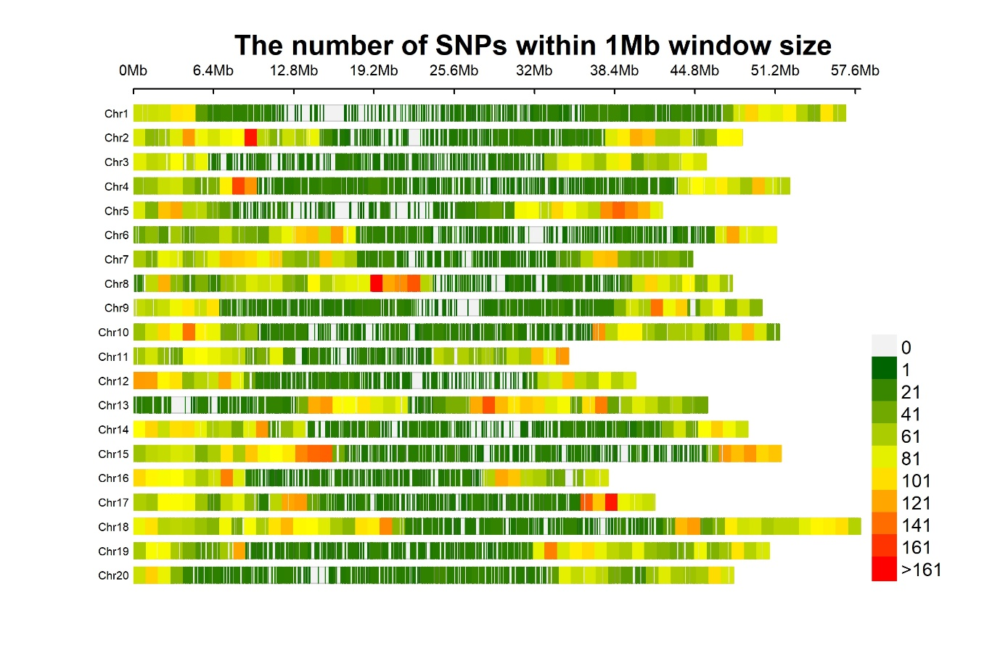 The number of SNPs within 1Mb window size
0Mb 6.4Mb 12.8Mb 19.2Mb 25.6Mb 32Mb 38.4Mb 44.8Mb 51.2Mb 57.6Mb
Chr1
Chr2
Chr3
Chr4
Chr5
Chr6
Chr7
Chr8
Chr9
Chr10
Chr11
Chr12
Chr13
Chr14
Chr15
Chr16
Chr17
Chr18
Chr19
Chr20
0
1
21
41
61
81
101
121
141
161
>161